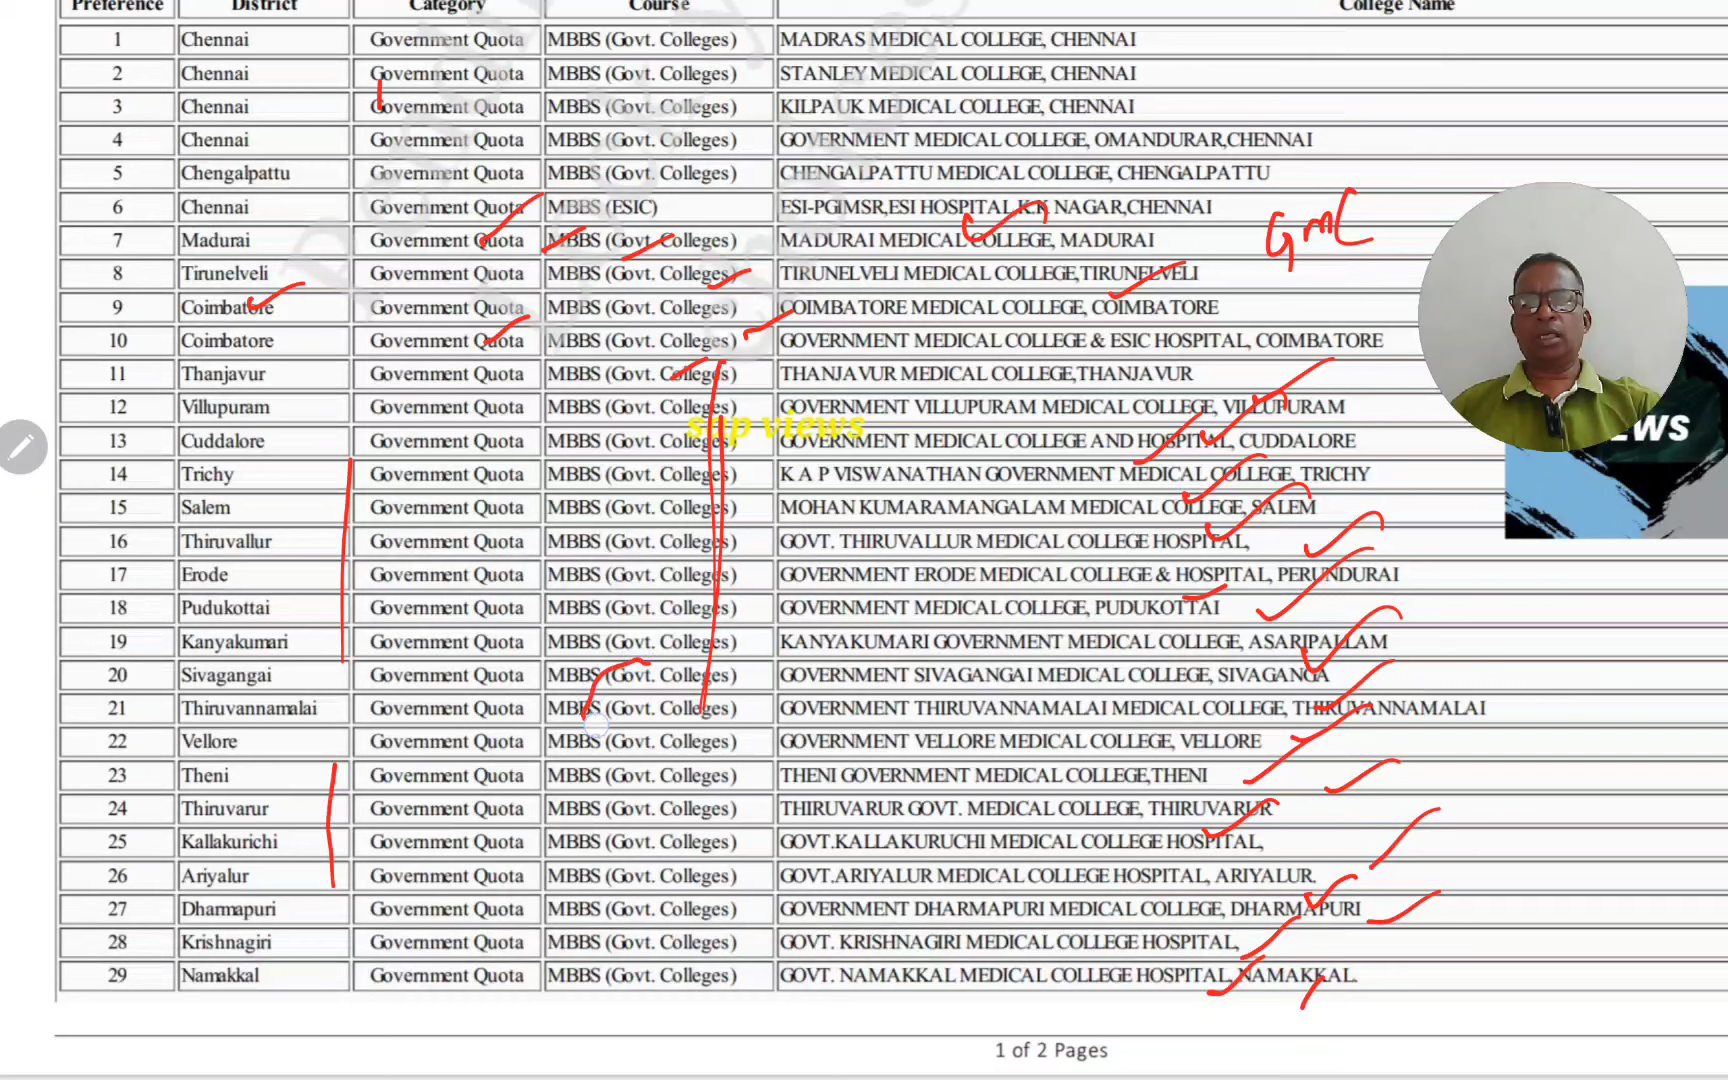 Preference District Category Course College Name
1 Chennai Government Quota MBBS (Govt. Colleges) MADRAS MEDICAL COLLEGE, CHENNAI
2 Chennai Government Quota MBBS (Govt. Colleges) STANLEY MEDICAL COLLEGE, CHENNAI
3 Chennai Government Quota MBBS (Govt. Colleges) KILPAUK MEDICAL COLLEGE, CHENNAI
4 Chennai Government Quota MBBS (Govt. Colleges) GOVERNMENT MEDICAL COLLEGE, OMANDURAR,CHENNAI
5 Chengalpattu Government Quota MBBS (Govt. Colleges) CHENGALPATTU MEDICAL COLLEGE, CHENGALPATTU
6 Chennai Government Quota MBBS (ESIC) ESI-PGIMSR,ESI HOSPITAL,K.K NAGAR,CHENNAI
7 Madurai Government Quota MBBS (Govt. Colleges) MADURAI MEDICAL COLLEGE, MADURAI GMC
8 Tirunelveli Government Quota MBBS (Govt. Colleges) TIRUNELVELI MEDICAL COLLEGE,TIRUNELVELI
9 Coimbatore Government Quota MBBS (Govt. Colleges) COIMBATORE MEDICAL COLLEGE, COIMBATORE
10 Coimbatore Government Quota MBBS (Govt. Colleges) GOVERNMENT MEDICAL COLLEGE & ESIC HOSPITAL, COIMBATORE
11 Thanjavur Government Quota MBBS (Govt. Colleges) THANJAVUR MEDICAL COLLEGE,THANJAVUR
12 Villupuram Government Quota MBBS (Govt. Colleges) GOVERNMENT VILLUPURAM MEDICAL COLLEGE, VILLUPURAM
ssp views
13 Cuddalore Government Quota MBBS (Govt. Colleges) GOVERNMENT MEDICAL COLLEGE AND HOSPITAL, CUDDALORE
14 Trichy Government Quota MBBS (Govt. Colleges) K A P VISWANATHAN GOVERNMENT MEDICAL COLLEGE, TRICHY
15 Salem Government Quota MBBS (Govt. Colleges) MOHAN KUMARAMANGALAM MEDICAL COLLEGE, SALEM
16 Thiruvallur Government Quota MBBS (Govt. Colleges) GOVT. THIRUVALLUR MEDICAL COLLEGE HOSPITAL,
17 Erode Government Quota MBBS (Govt. Colleges) GOVERNMENT ERODE MEDICAL COLLEGE & HOSPITAL, PERUNDURAI
18 Pudukottai Government Quota MBBS (Govt. Colleges) GOVERNMENT MEDICAL COLLEGE, PUDUKOTTAI
19 Kanyakumari Government Quota MBBS (Govt. Colleges) KANYAKUMARI GOVERNMENT MEDICAL COLLEGE, ASARIPALLAM
20 Sivagangai Government Quota MBBS (Govt. Colleges) GOVERNMENT SIVAGANGAI MEDICAL COLLEGE, SIVAGANGA
21 Thiruvannamalai Government Quota MBBS (Govt. Colleges) GOVERNMENT THIRUVANNAMALAI MEDICAL COLLEGE, THIRUVANNAMALAI
22 Vellore Government Quota MBBS (Govt. Colleges) GOVERNMENT VELLORE MEDICAL COLLEGE, VELLORE
23 Theni Government Quota MBBS (Govt. Colleges) THENI GOVERNMENT MEDICAL COLLEGE,THENI
24 Thiruvarur Government Quota MBBS (Govt. Colleges) THIRUVARUR GOVT. MEDICAL COLLEGE, THIRUVARUR
25 Kallakurichi Government Quota MBBS (Govt. Colleges) GOVT.KALLAKURUCHI MEDICAL COLLEGE HOSPITAL,
26 Ariyalur Government Quota MBBS (Govt. Colleges) GOVT.ARIYALUR MEDICAL COLLEGE HOSPITAL, ARIYALUR.
27 Dharmapuri Government Quota MBBS (Govt. Colleges) GOVERNMENT DHARMAPURI MEDICAL COLLEGE, DHARMAPURI
28 Krishnagiri Government Quota MBBS (Govt. Colleges) GOVT. KRISHNAGIRI MEDICAL COLLEGE HOSPITAL,
29 Namakkal Government Quota MBBS (Govt. Colleges) GOVT. NAMAKKAL MEDICAL COLLEGE HOSPITAL, NAMAKKAL.
1 of 2 Pages